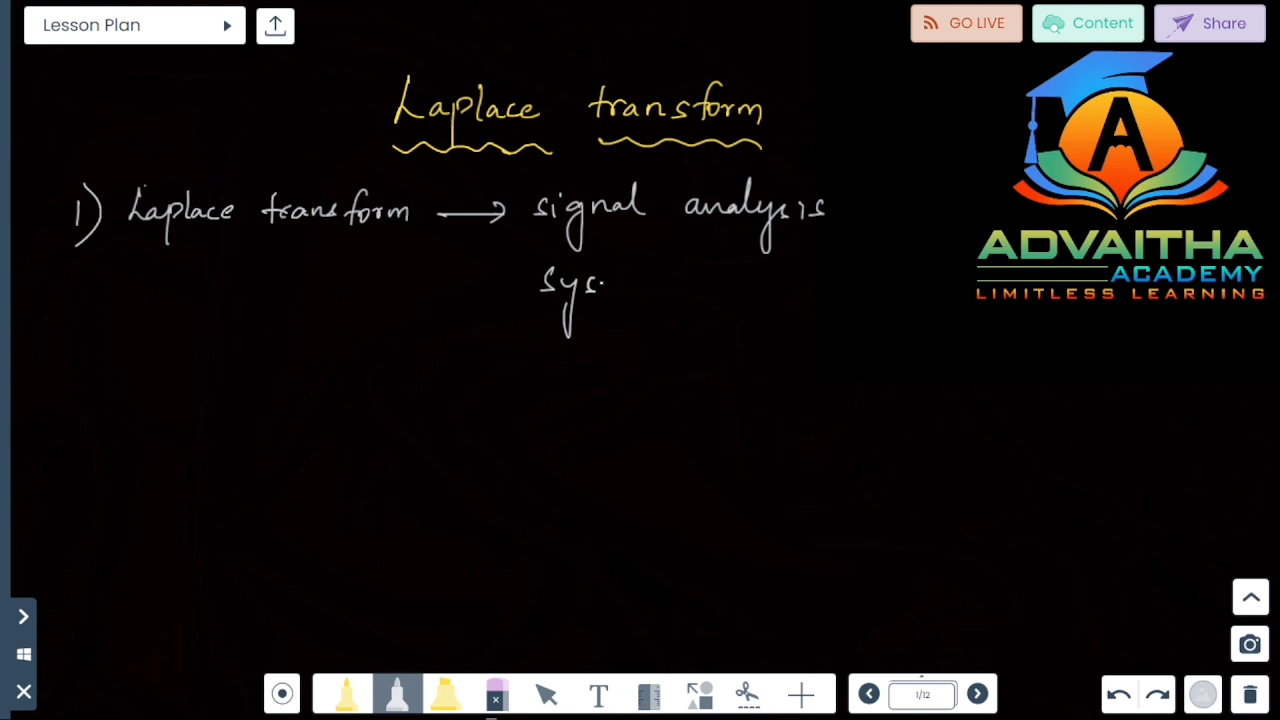 Lesson Plan
GO LIVE
Content
Share
Laplace transform
1) Laplace transform → signal analysis
sys
A
ADVAITHA
ACADEMY
LIMITLESS LEARNING
T
1/12